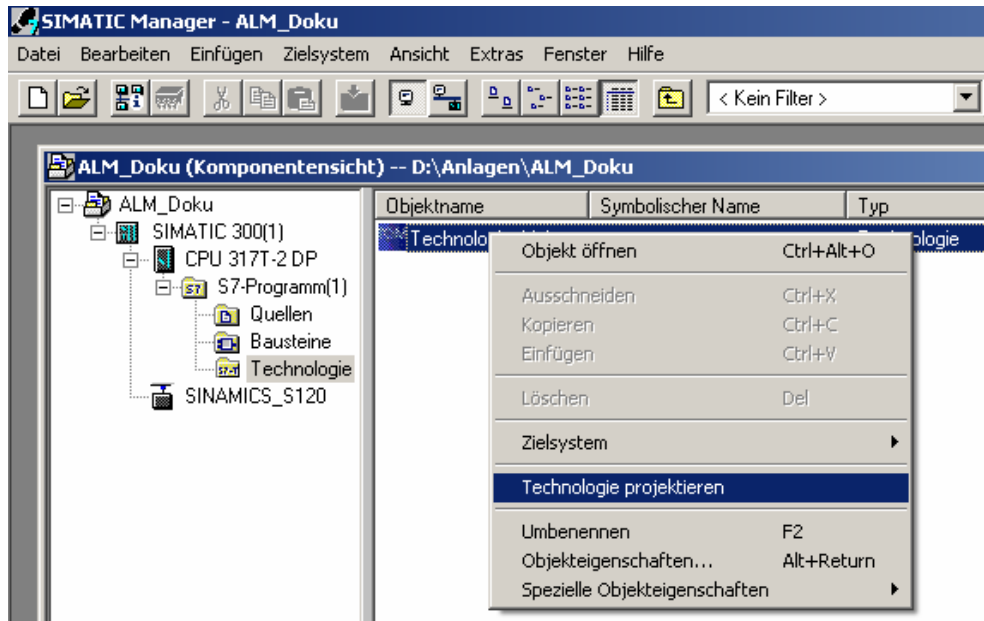 SIMATIC Manager - ALM_Doku
Datei Bearbeiten Einfügen Zielsystem Ansicht Extras Fenster Hilfe
< Kein Filter >
ALM_Doku (Komponentensicht) -- D:\Anlagen\ALM_Doku
ALM_Doku
SIMATIC 300(1)
CPU 317T-2 DP
S7-Programm(1)
Quellen
Bausteine
Technologie
SINAMICS_S120
Objektname Symbolischer Name Typ
Objekt öffnen Ctrl+Alt+O
Ausschneiden Ctrl+X
Kopieren Ctrl+C
Einfügen Ctrl+V
Löschen Del
Zielsystem
Technologie projektieren
Umbenennen F2
Objekteigenschaften... Alt+Return
Spezielle Objekteigenschaften